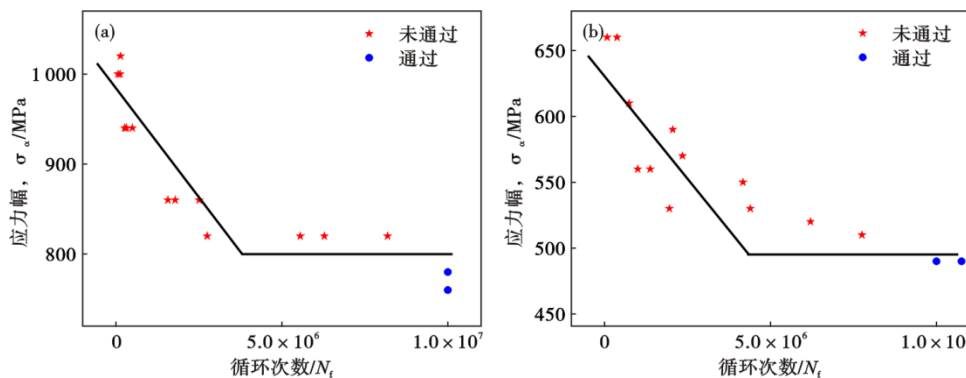 (a)
未通过
通过
1 000
900
800
应力幅，σα/MPa
0
5.0×10⁶
1.0×10⁷
循环次数/Nf
(b)
未通过
通过
650
600
550
500
450
应力幅，σα/MPa
0
5.0×10⁶
1.0×10
循环次数/Nf